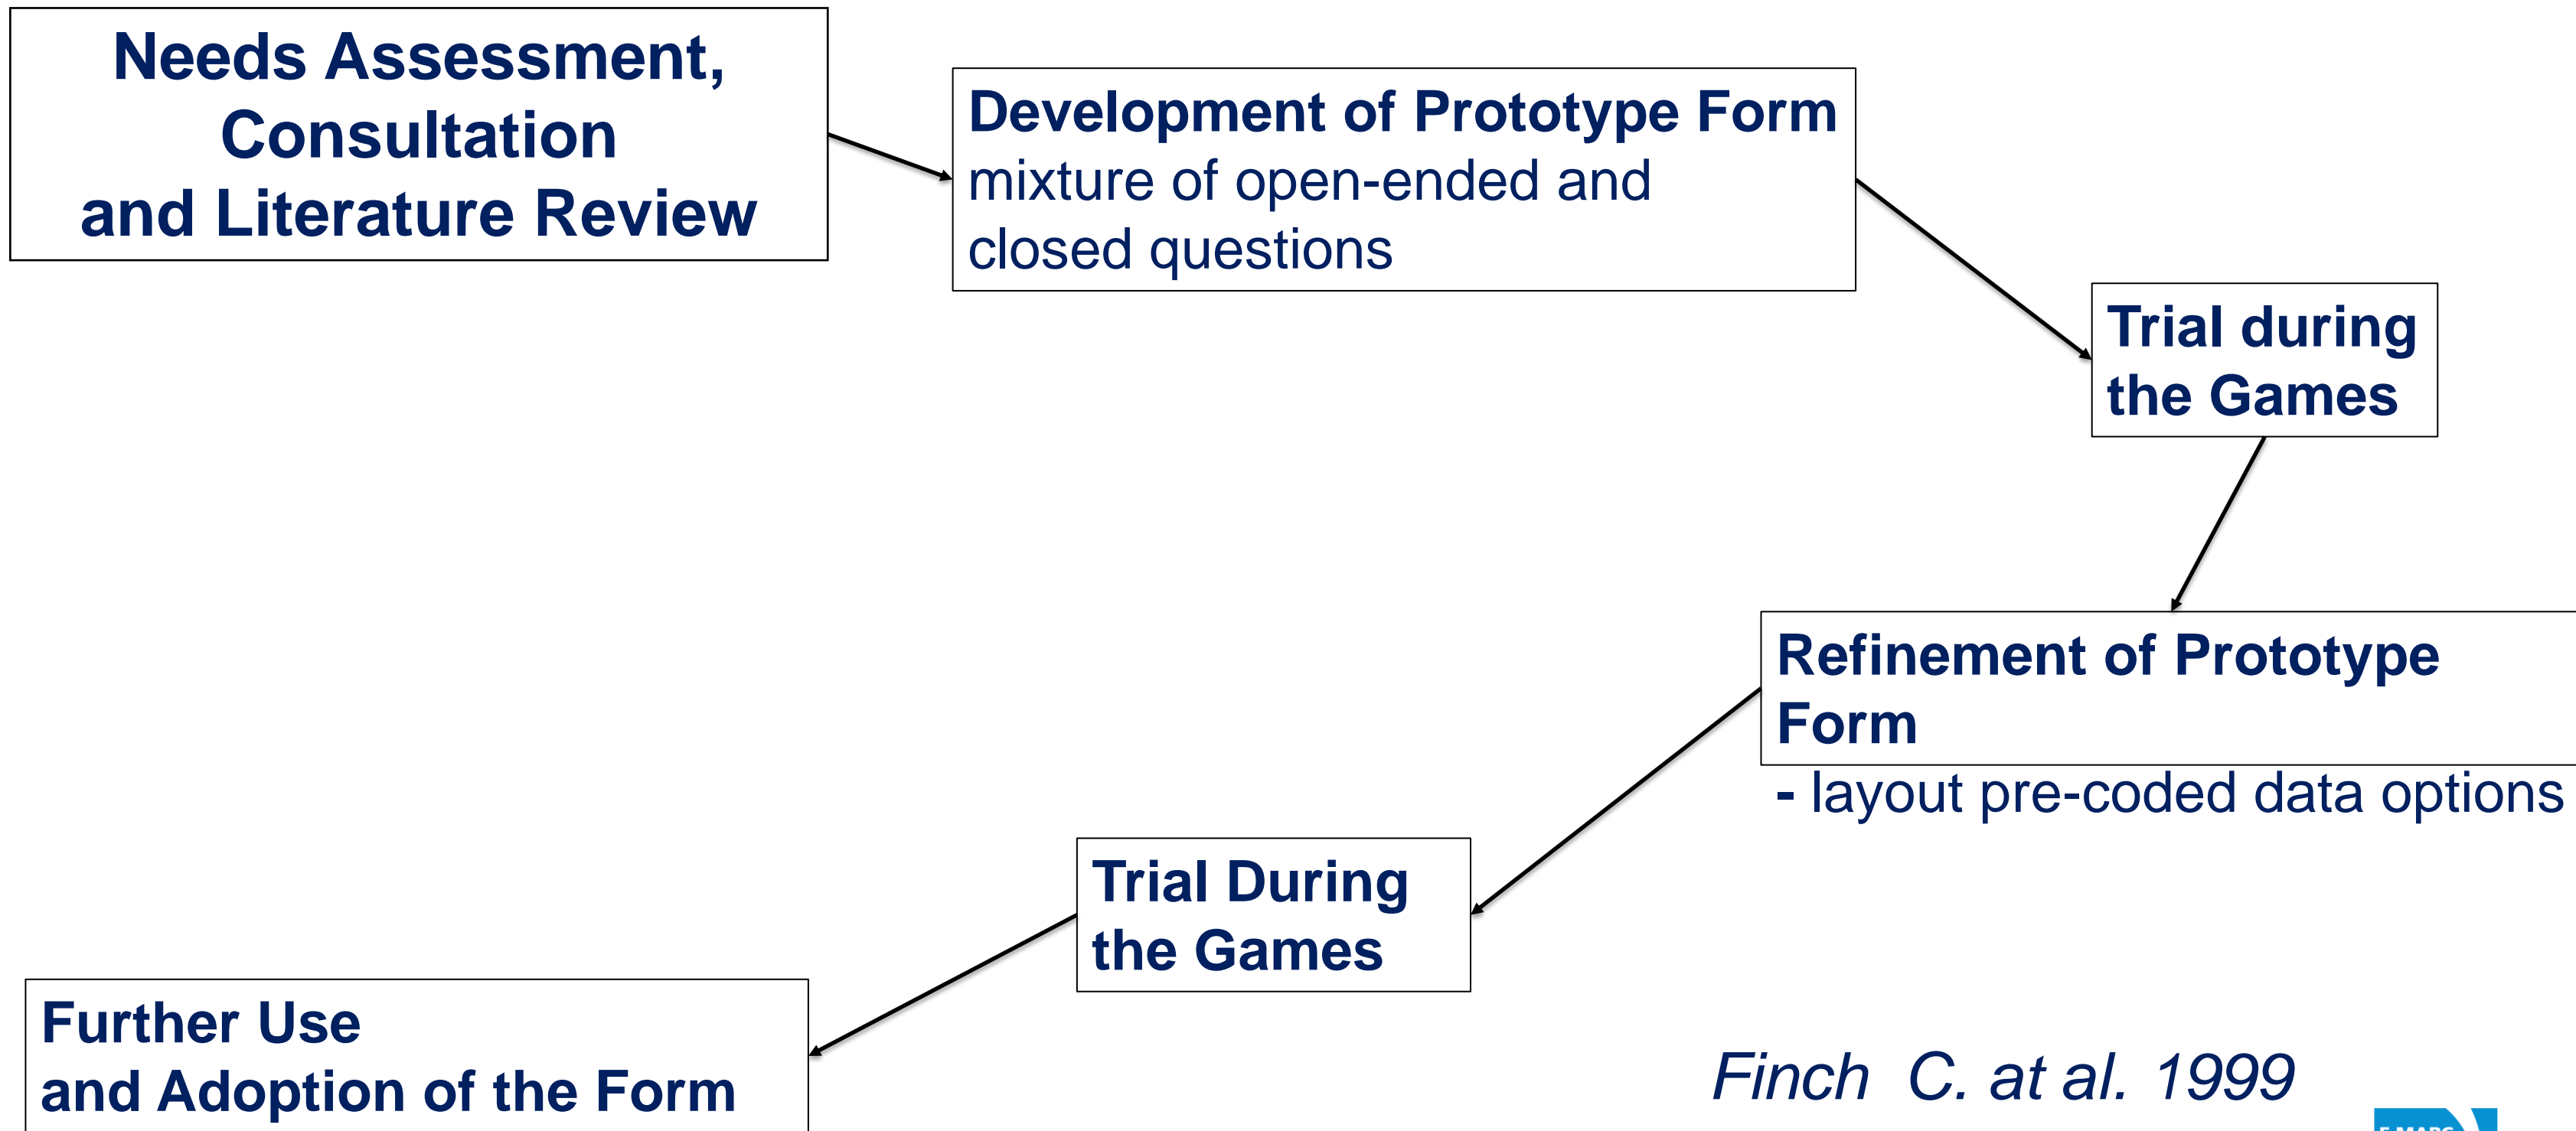 Needs Assessment,
Consultation
and Literature Review
Development of Prototype Form
mixture of open-ended and
closed questions
Trial during
the Games
Refinement of Prototype
Form
- layout pre-coded data options
Trial During
the Games
Further Use
and Adoption of the Form
Finch C. at al. 1999
F-MARC